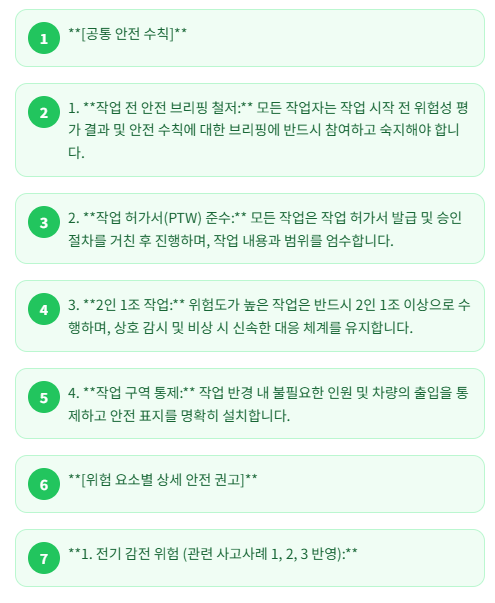 1 **[공통 안전 수칙]**
2 1. **작업 전 안전 브리핑 철저:** 모든 작업자는 작업 시작 전 위험성 평
가 결과 및 안전 수칙에 대한 브리핑에 반드시 참여하고 숙지해야 합니
다.
3 2. **작업 허가서(PTW) 준수:** 모든 작업은 작업 허가서 발급 및 승인
절차를 거친 후 진행하며, 작업 내용과 범위를 엄수합니다.
4 3. **2인 1조 작업:** 위험도가 높은 작업은 반드시 2인 1조 이상으로 수
행하며, 상호 감시 및 비상 시 신속한 대응 체계를 유지합니다.
5 4. **작업 구역 통제:** 작업 반경 내 불필요한 인원 및 차량의 출입을 통
제하고 안전 표지를 명확히 설치합니다.
6 **[위험 요소별 상세 안전 권고]**
7 **1. 전기 감전 위험 (관련 사고사례 1, 2, 3 반영):**